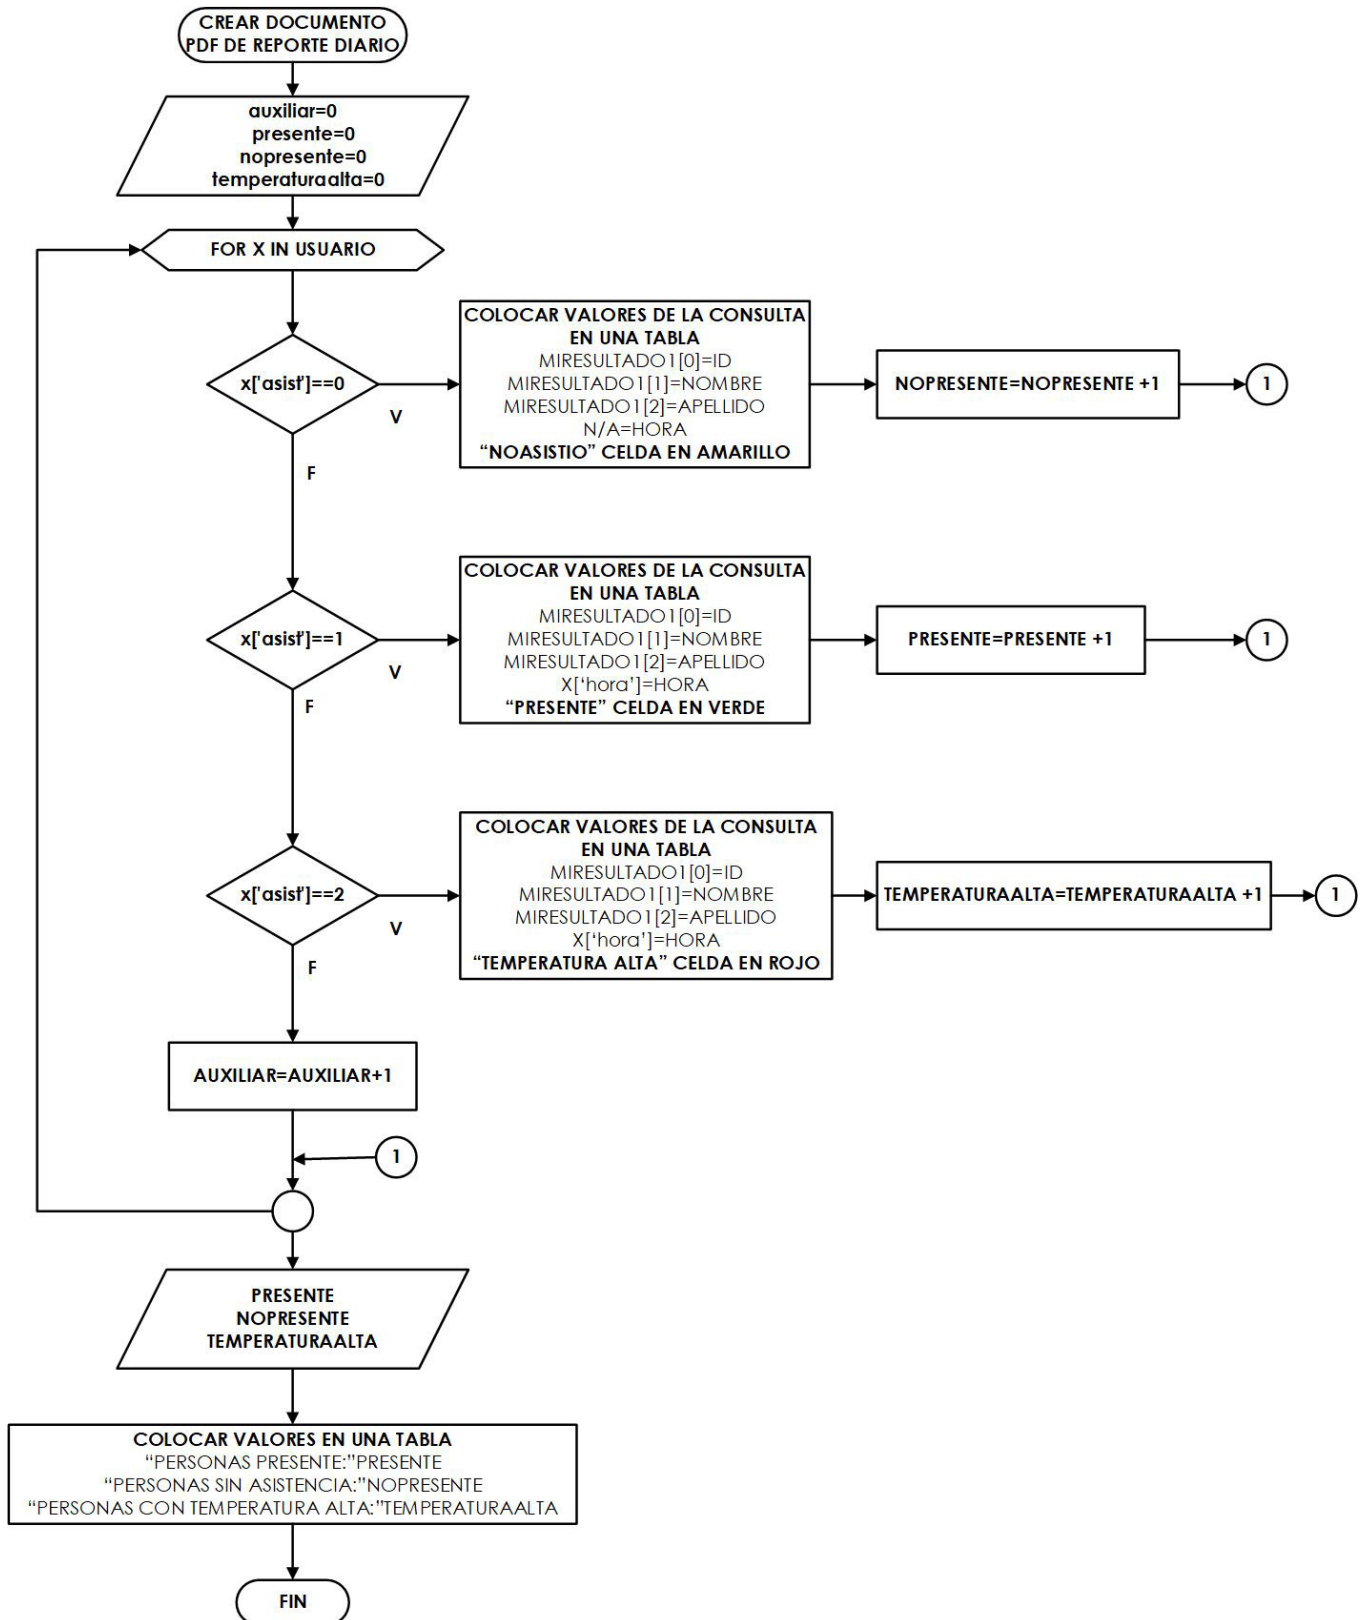 CREAR DOCUMENTO
PDF DE REPORTE DIARIO
auxiliar=0
presente=0
nopresente=0
temperaturaalta=0
FOR X IN USUARIO
x['asist']==0
V
F
COLOCAR VALORES DE LA CONSULTA
EN UNA TABLA
MIRESULTADO1[0]=ID
MIRESULTADO1[1]=NOMBRE
MIRESULTADO1[2]=APELLIDO
N/A=HORA
“NOASISTIO” CELDA EN AMARILLO
NOPRESENTE=NOPRESENTE +1
1
x['asist']==1
V
F
COLOCAR VALORES DE LA CONSULTA
EN UNA TABLA
MIRESULTADO1[0]=ID
MIRESULTADO1[1]=NOMBRE
MIRESULTADO1[2]=APELLIDO
X[‘hora’]=HORA
“PRESENTE” CELDA EN VERDE
PRESENTE=PRESENTE +1
1
x['asist']==2
V
F
COLOCAR VALORES DE LA CONSULTA
EN UNA TABLA
MIRESULTADO1[0]=ID
MIRESULTADO1[1]=NOMBRE
MIRESULTADO1[2]=APELLIDO
X[‘hora’]=HORA
“TEMPERATURA ALTA” CELDA EN ROJO
TEMPERATURAALTA=TEMPERATURAALTA +1
1
AUXILIAR=AUXILIAR+1
1
PRESENTE
NOPRESENTE
TEMPERATURAALTA
COLOCAR VALORES EN UNA TABLA
“PERSONAS PRESENTE:”PRESENTE
“PERSONAS SIN ASISTENCIA:”NOPRESENTE
“PERSONAS CON TEMPERATURA ALTA:”TEMPERATURAALTA
FIN